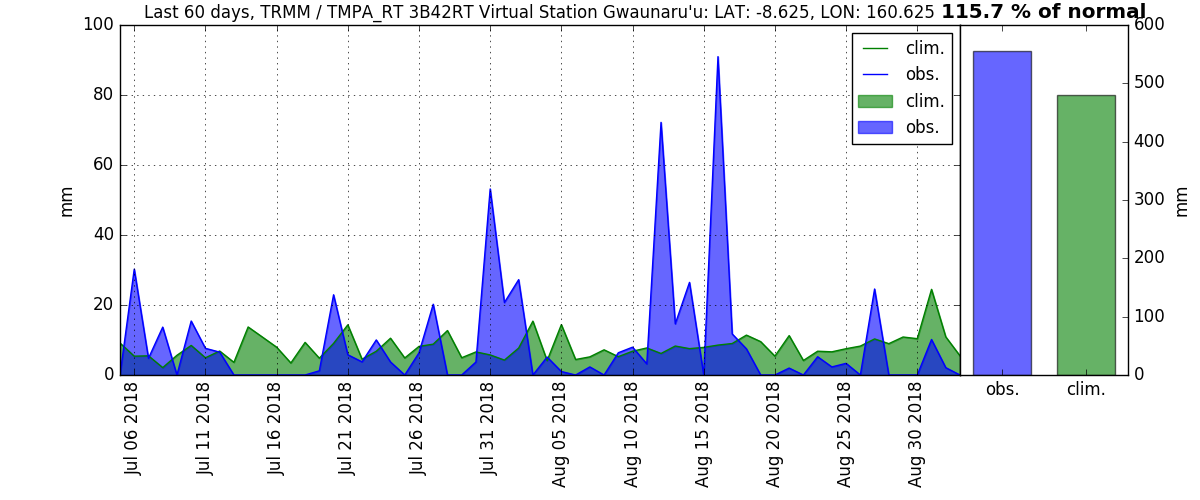 Last 60 days, TRMM / TMPA_RT 3B42RT Virtual Station Gwaunaru'u: LAT: -8.625, LON: 160.625 115.7 % of normal
100
80
60
40
20
0
mm
clim.
obs.
clim.
obs.
600
500
400
300
200
100
0
mm
obs.
clim.
Jul 06 2018
Jul 11 2018
Jul 16 2018
Jul 21 2018
Jul 26 2018
Jul 31 2018
Aug 05 2018
Aug 10 2018
Aug 15 2018
Aug 20 2018
Aug 25 2018
Aug 30 2018